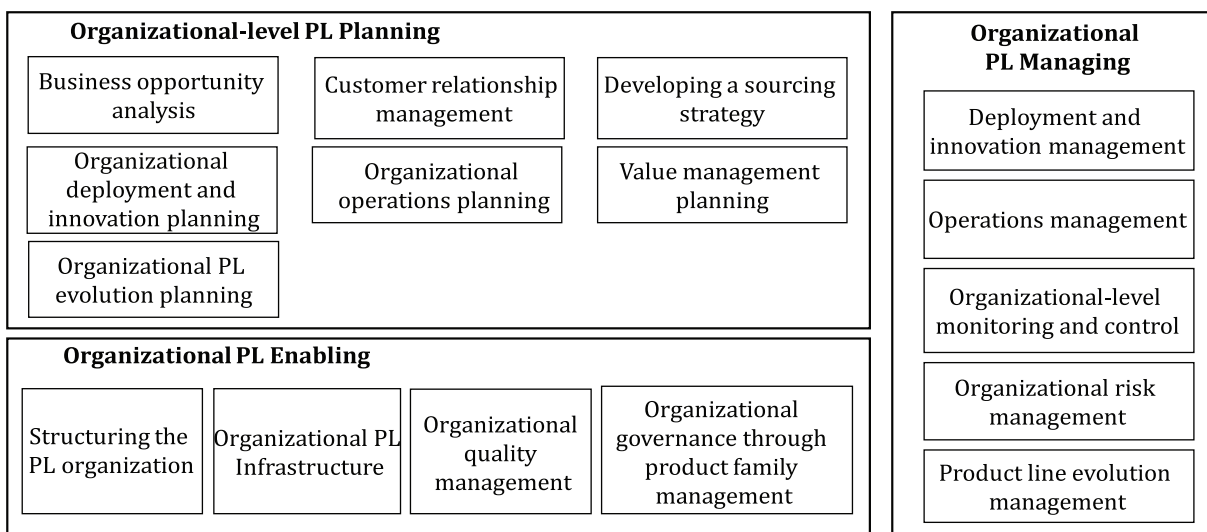 Organizational-level PL Planning
Business opportunity
analysis
Customer relationship
management
Developing a sourcing
strategy
Organizational
deployment and
innovation planning
Organizational
operations planning
Value management
planning
Organizational PL
evolution planning
Organizational PL Enabling
Structuring the
PL organization
Organizational PL
Infrastructure
Organizational
quality
management
Organizational
governance through
product family
management
Organizational
PL Managing
Deployment and
innovation management
Operations management
Organizational-level
monitoring and control
Organizational risk
management
Product line evolution
management